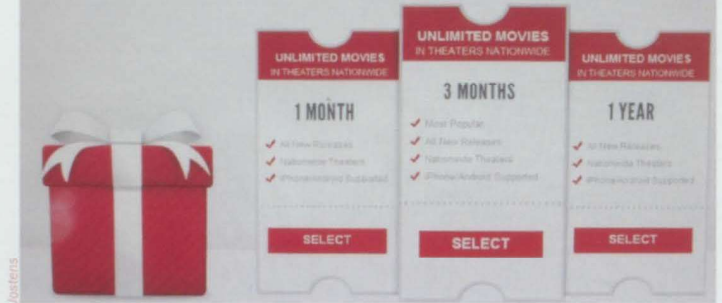 UNLIMITED MOVIES
IN THEATERS NATIONWIDE
1 MONTH
All New Releases
Nationwide Theaters
iPhone/Android Supported
SELECT
UNLIMITED MOVIES
IN THEATERS NATIONWIDE
3 MONTHS
Most Popular
All New Releases
Nationwide Theaters
iPhone/Android Supported
SELECT
UNLIMITED MOVIES
IN THEATERS NATIONWIDE
1 YEAR
All New Releases
Nationwide Theaters
iPhone/Android Supported
SELECT